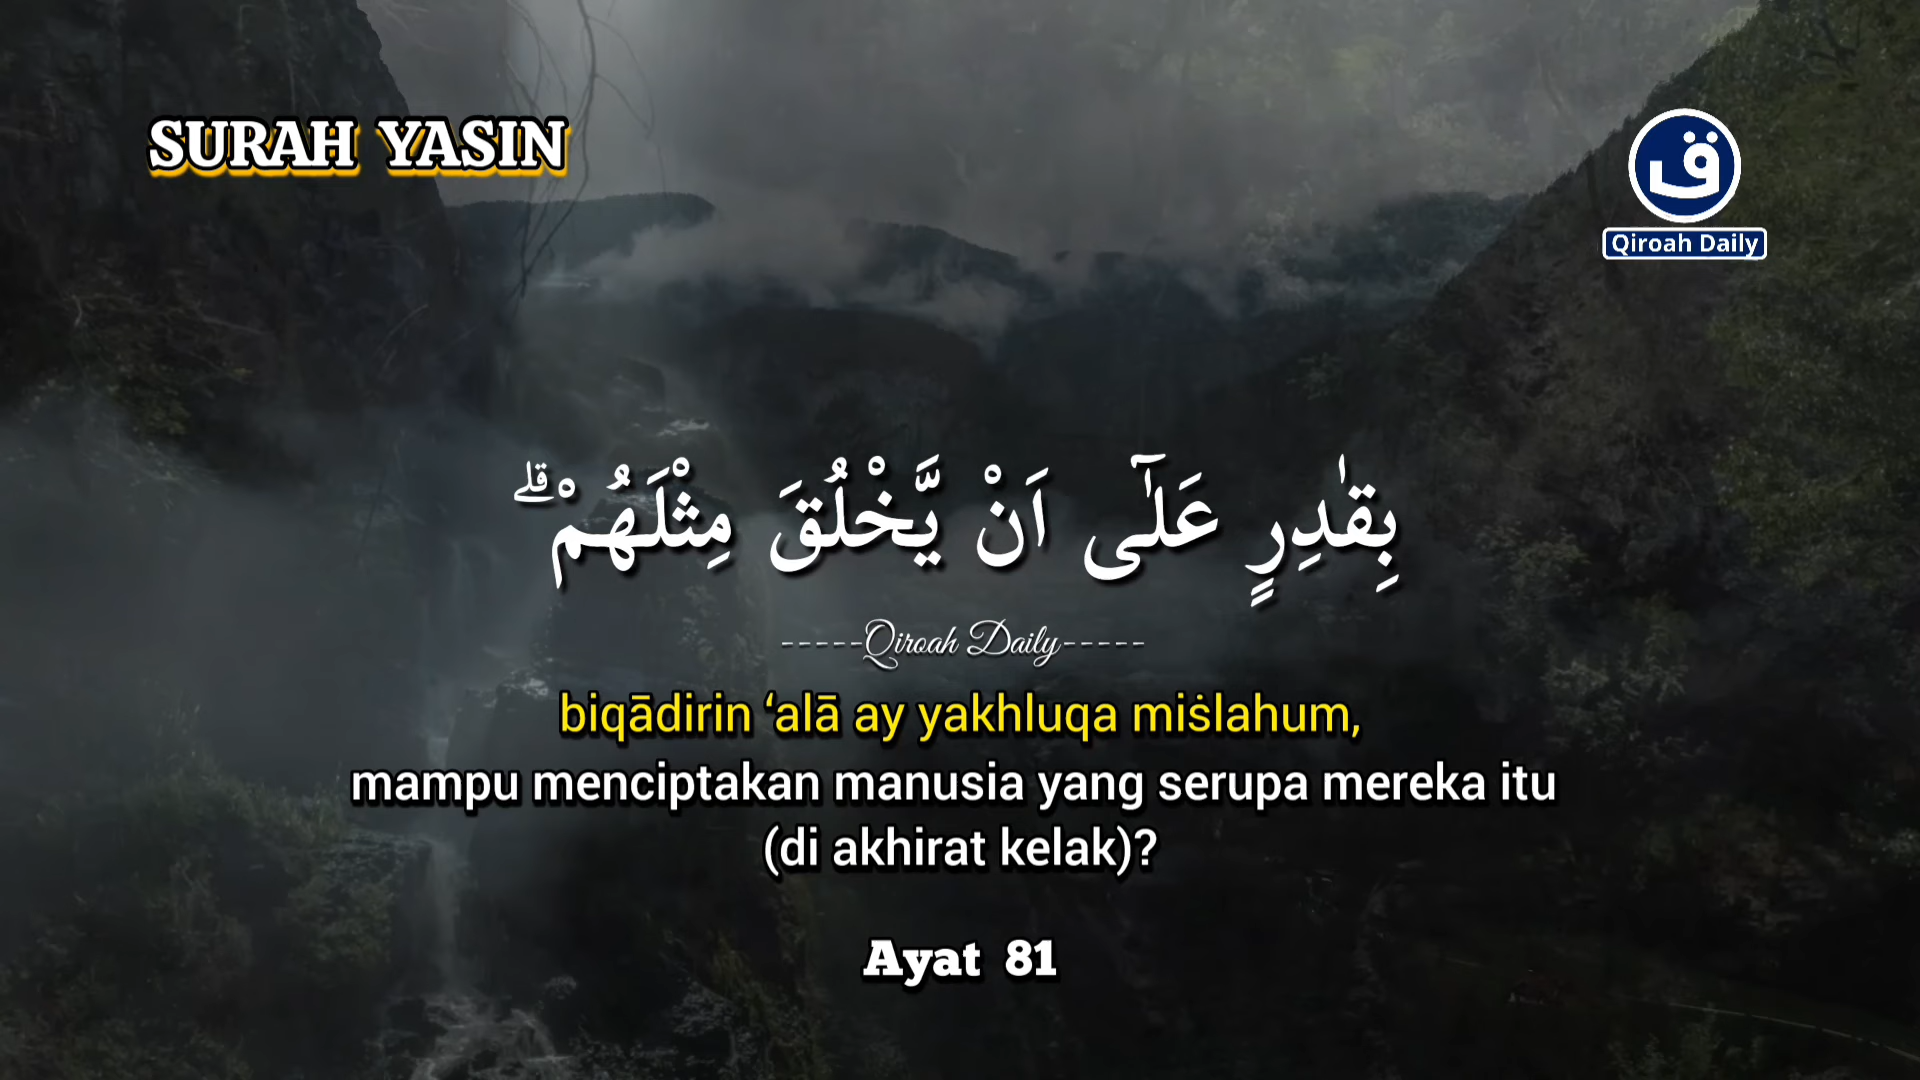 SURAH YASIN
ق
Qiroah Daily
بِقٰدِرٍ عَلٰٓى اَنْ يَّخْلُقَ مِثْلَهُمْ ۗ
-----Qiroah Daily-----
biqādirin ‘alā ay yakhluqa miṡlahum,
mampu menciptakan manusia yang serupa mereka itu
(di akhirat kelak)?
Ayat 81